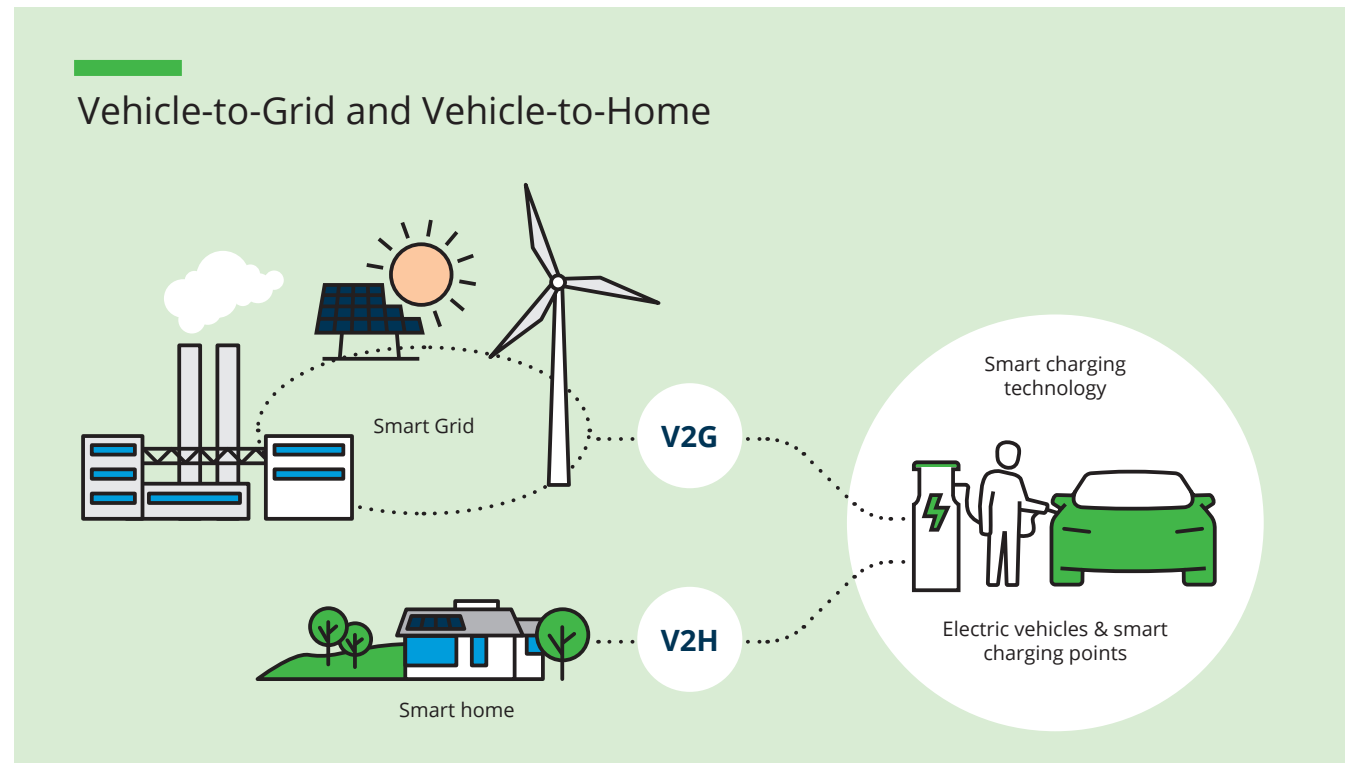 Vehicle-to-Grid and Vehicle-to-Home
Smart Grid
V2G
Smart charging
technology
Electric vehicles & smart
charging points
V2H
Smart home